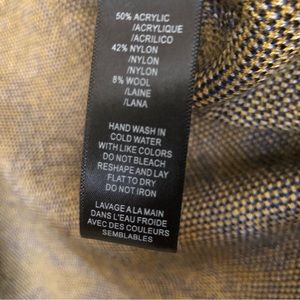 50% ACRYLIC
/ACRYLIQUE
/ACRILICO
42% NYLON
/NYLON
/NYLON
8% WOOL
/LAINE
/LANA
HAND WASH IN
COLD WATER
WITH LIKE COLORS
DO NOT BLEACH
RESHAPE AND LAY
FLAT TO DRY
DO NOT IRON
LAVAGE A LA MAIN
DANS L'EAU FROIDE
AVEC DES COULEURS
SEMBLABLES